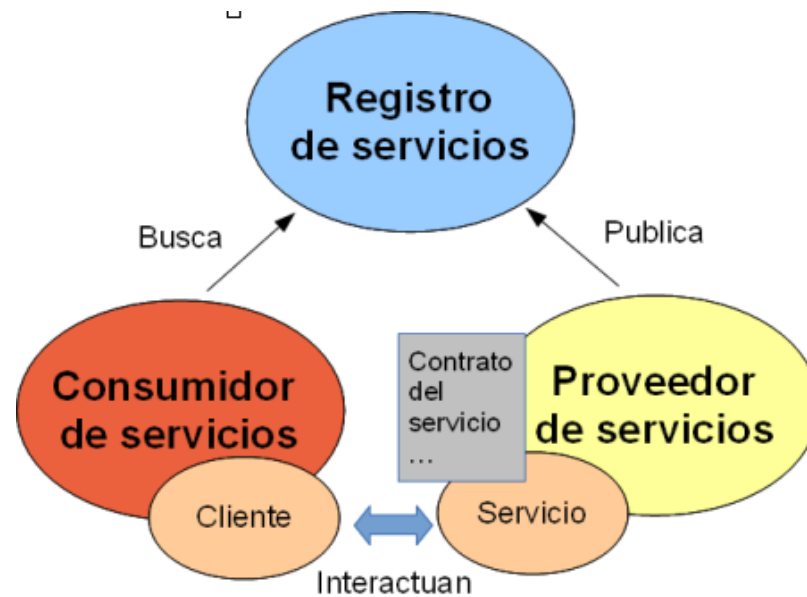 Registro
de servicios
Busca
Publica
Consumidor
de servicios
Contrato
del
servicio
...
Proveedor
de servicios
Cliente
Servicio
Interactuan